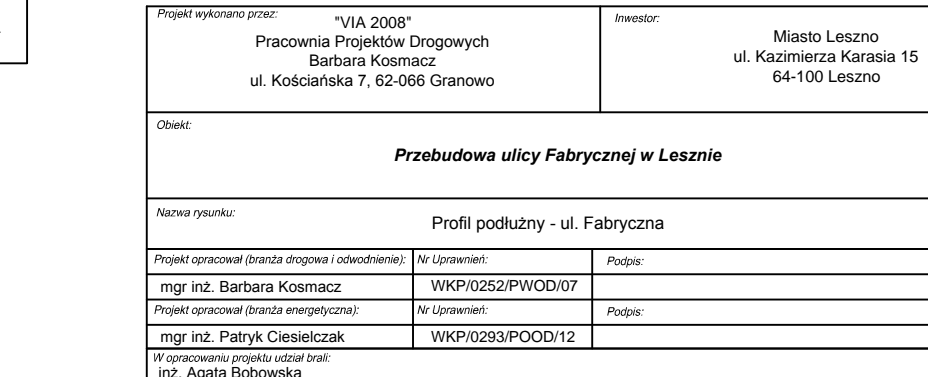 Projekt wykonano przez:
"VIA 2008"
Pracownia Projektów Drogowych
Barbara Kosmacz
ul. Kościańska 7, 62-066 Granowo
Inwestor:
Miasto Leszno
ul. Kazimierza Karasia 15
64-100 Leszno
Obiekt:
Przebudowa ulicy Fabrycznej w Lesznie
Nazwa rysunku:
Profil podłużny - ul. Fabryczna
Projekt opracował (branża drogowa i odwodnienie): Nr Uprawnień: Podpis:
mgr inż. Barbara Kosmacz WKP/0252/PWOD/07
Projekt opracował (branża energetyczna): Nr Uprawnień: Podpis:
mgr inż. Patryk Ciesielczak WKP/0293/POOD/12
W opracowaniu projektu udział brali:
inż. Agata Bobowska